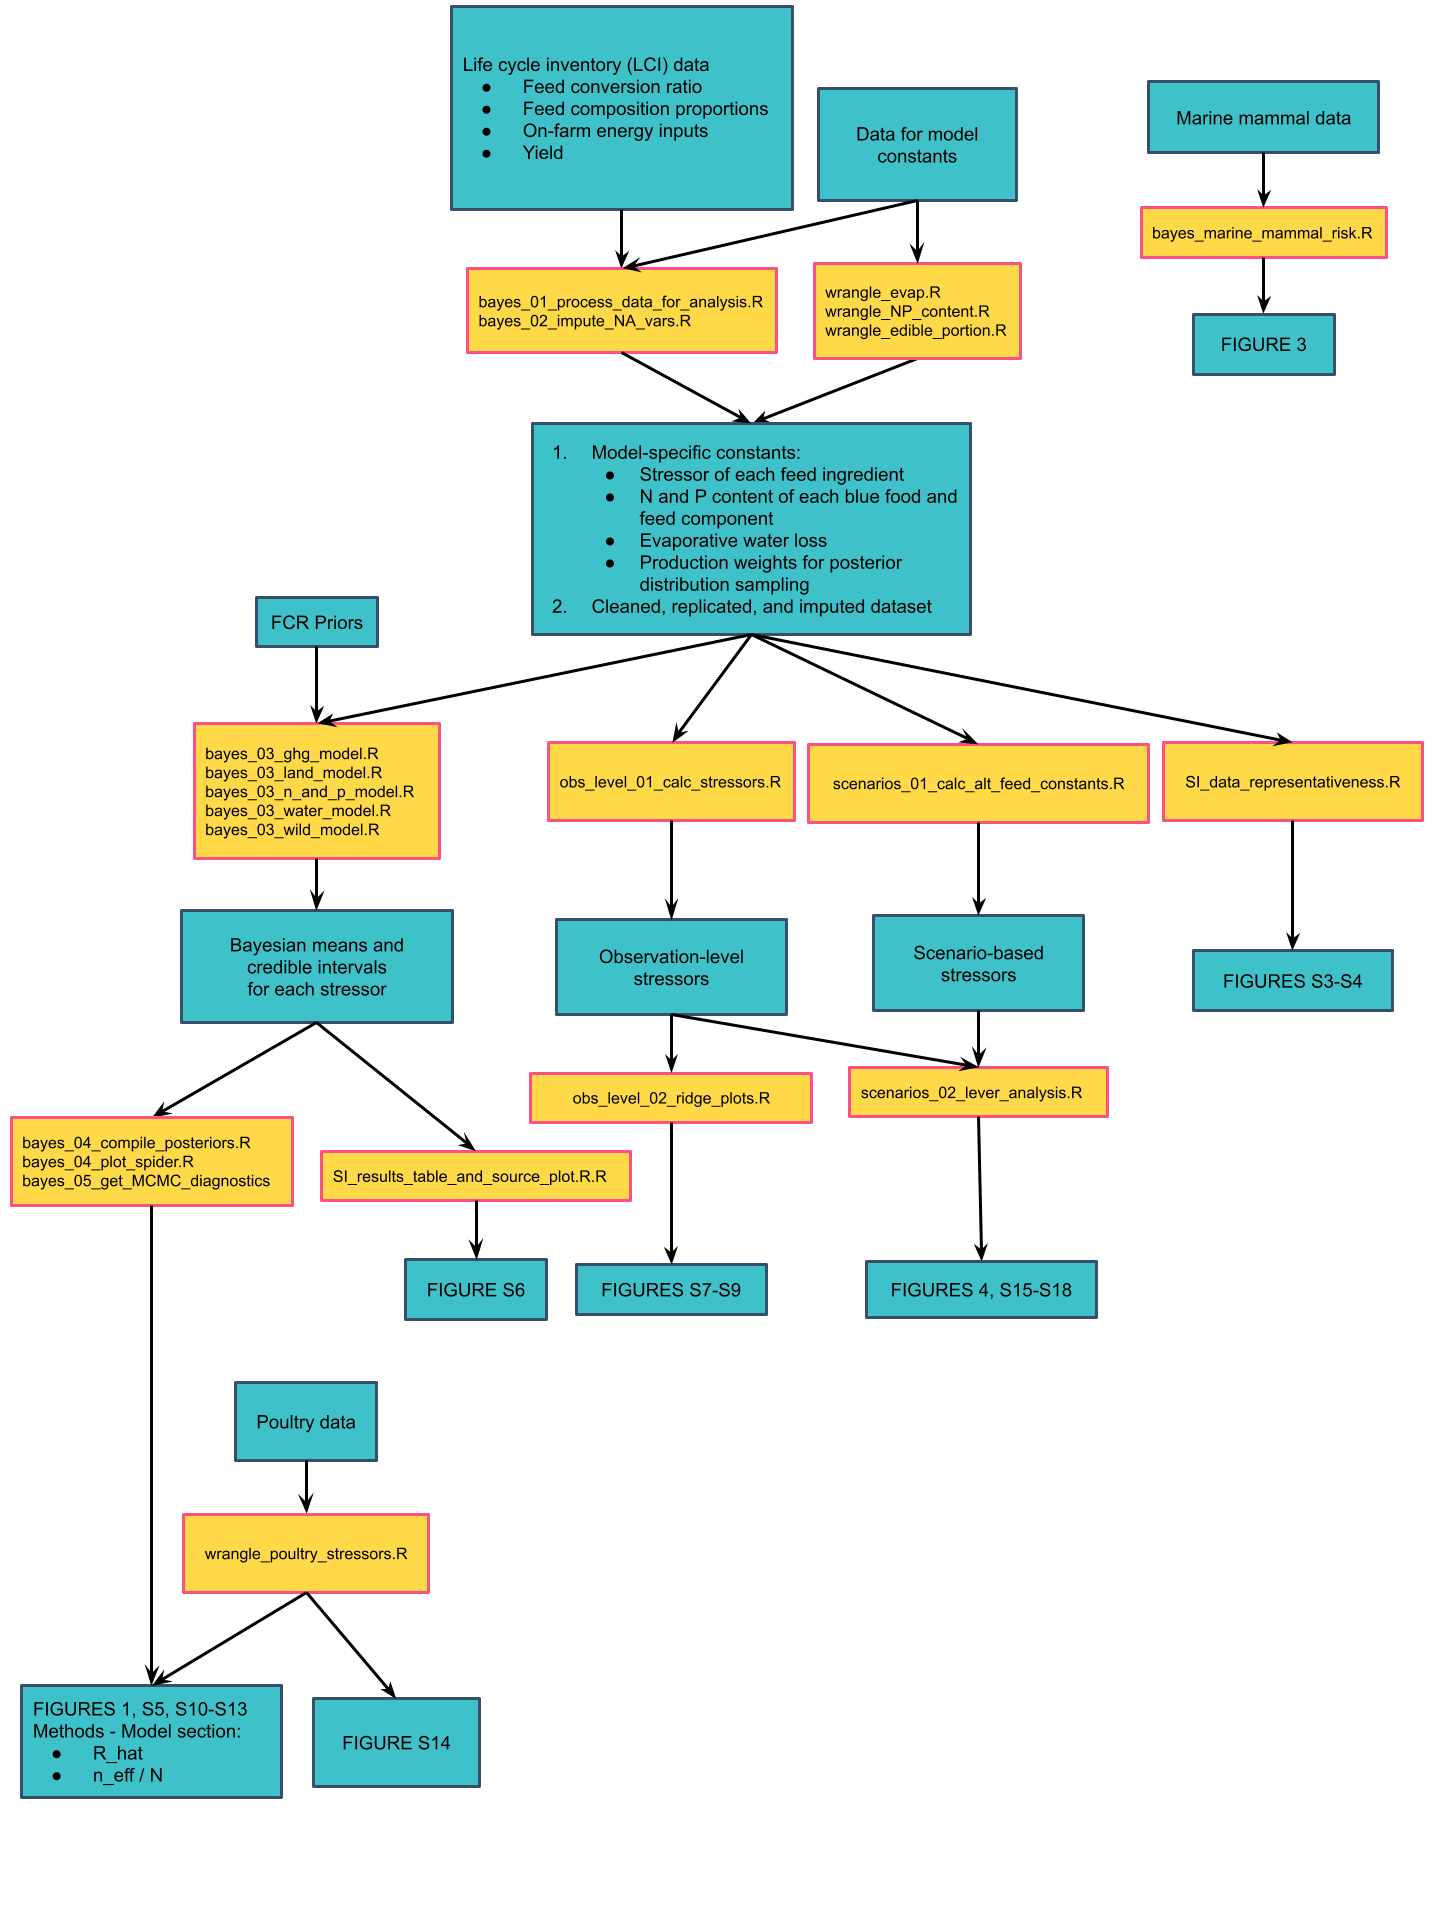 Life cycle inventory (LCI) data
● Feed conversion ratio
● Feed composition proportions
● On-farm energy inputs
● Yield
Data for model
constants
Marine mammal data
bayes_marine_mammal_risk.R
FIGURE 3
bayes_01_process_data_for_analysis.R
bayes_02_impute_NA_vars.R
wrangle_evap.R
wrangle_NP_content.R
wrangle_edible_portion.R
1. Model-specific constants:
● Stressor of each feed ingredient
● N and P content of each blue food and
feed component
● Evaporative water loss
● Production weights for posterior
distribution sampling
2. Cleaned, replicated, and imputed dataset
FCR Priors
bayes_03_ghg_model.R
bayes_03_land_model.R
bayes_03_n_and_p_model.R
bayes_03_water_model.R
bayes_03_wild_model.R
obs_level_01_calc_stressors.R
scenarios_01_calc_alt_feed_constants.R
SI_data_representativeness.R
Bayesian means and
credible intervals
for each stressor
Observation-level
stressors
Scenario-based
stressors
FIGURES S3-S4
bayes_04_compile_posteriors.R
bayes_04_plot_spider.R
bayes_05_get_MCMC_diagnostics
SI_results_table_and_source_plot.R.R
obs_level_02_ridge_plots.R
scenarios_02_lever_analysis.R
FIGURE S6
FIGURES S7-S9
FIGURES 4, S15-S18
Poultry data
wrangle_poultry_stressors.R
FIGURES 1, S5, S10-S13
Methods - Model section:
● R_hat
● n_eff / N
FIGURE S14